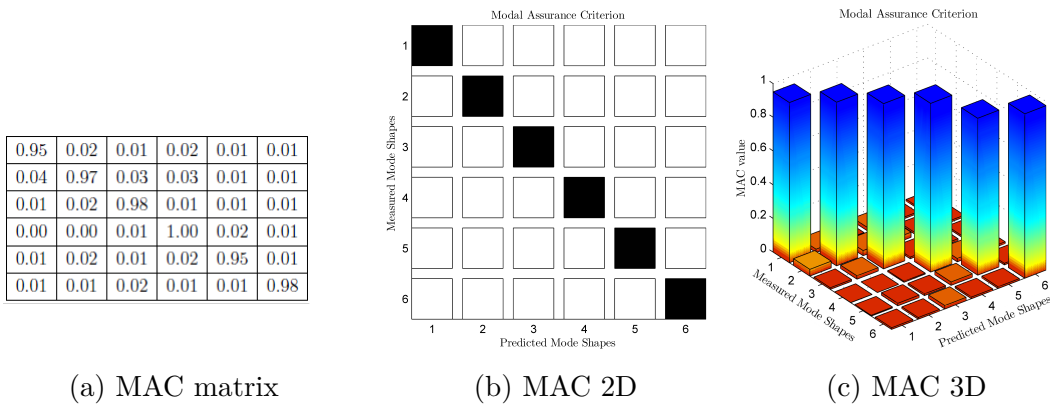 0.95 0.02 0.01 0.02 0.01 0.01
0.04 0.97 0.03 0.03 0.01 0.01
0.01 0.02 0.98 0.01 0.01 0.01
0.00 0.00 0.01 1.00 0.02 0.01
0.01 0.02 0.01 0.02 0.95 0.01
0.01 0.01 0.02 0.01 0.01 0.98
(a) MAC matrix
Modal Assurance Criterion
Measured Mode Shapes
1
2
3
4
5
6
1 2 3 4 5 6
Predicted Mode Shapes
(b) MAC 2D
Modal Assurance Criterion
MAC value
1
0.8
0.6
0.4
0.2
0
1 2 3 4 5 6
Measured Mode Shapes
1 2 3 4 5 6
Predicted Mode Shapes
(c) MAC 3D